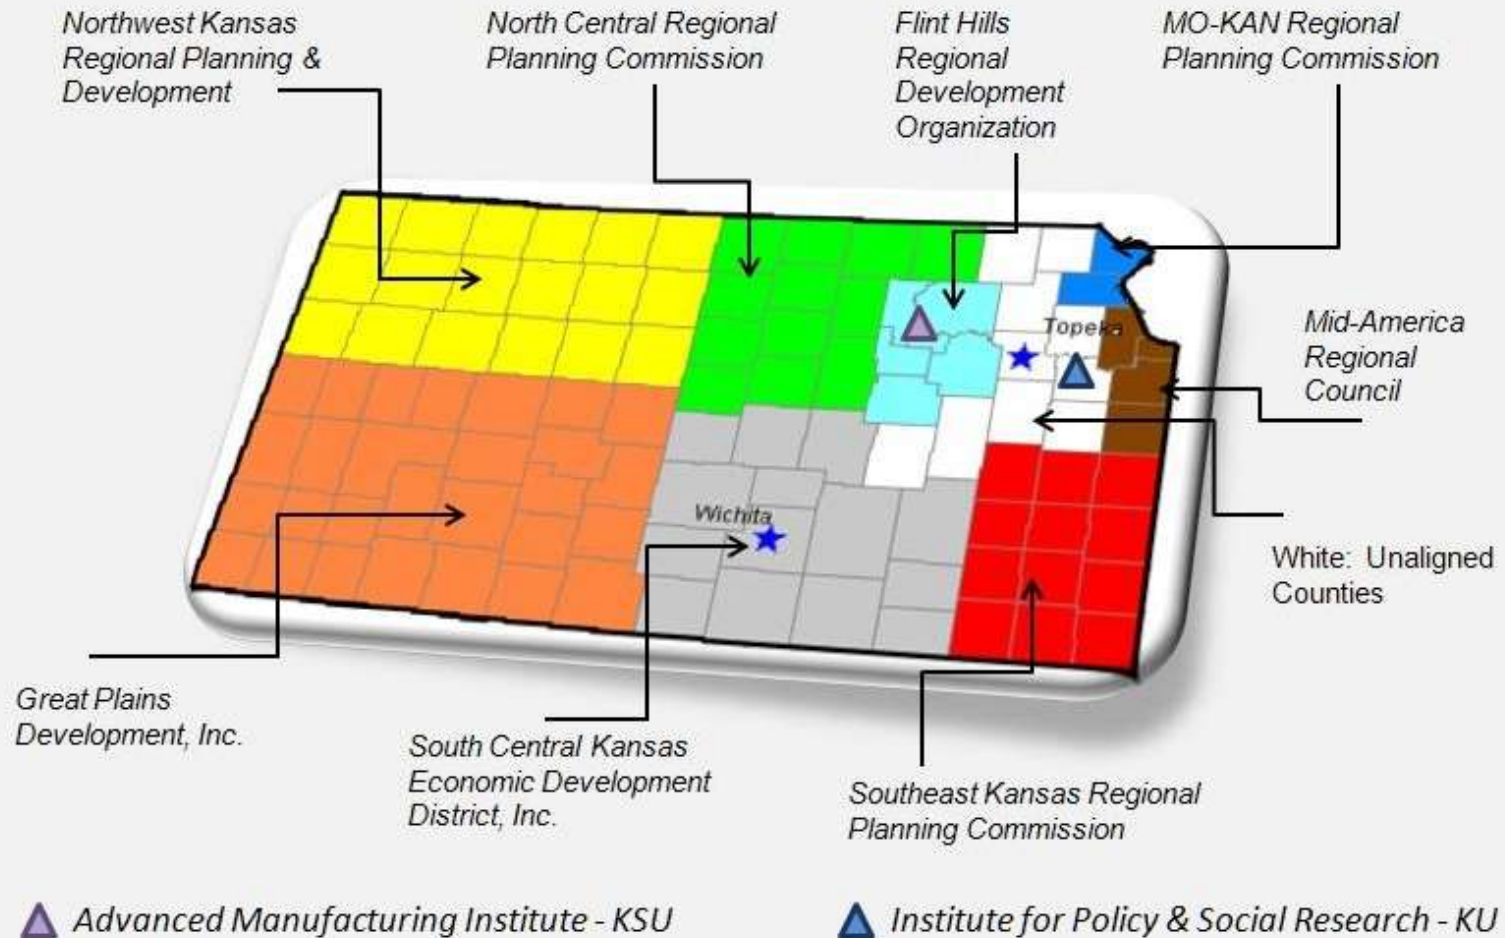 Northwest Kansas
Regional Planning &
Development
North Central Regional
Planning Commission
Flint Hills
Regional
Development
Organization
MO-KAN Regional
Planning Commission
Topeka
Mid-America
Regional
Council
Wichita
White: Unaligned
Counties
Great Plains
Development, Inc.
South Central Kansas
Economic Development
District, Inc.
Southeast Kansas Regional
Planning Commission
Advanced Manufacturing Institute - KSU
Institute for Policy & Social Research - KU